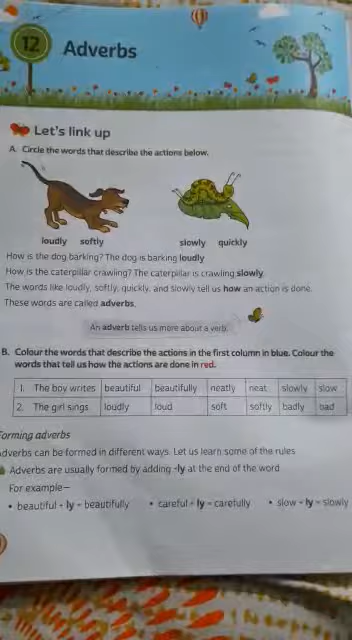 12 Adverbs
Let's link up
A. Circle the words that describe the actions below.
loudly softly slowly quickly
How is the dog barking? The dog is barking loudly
How is the caterpillar crawling? The caterpillar is crawling slowly.
The words like loudly, softly, quickly, and slowly tell us how an action is done.
These words are called adverbs.
An adverb tells us more about a verb.
B. Colour the words that describe the actions in the first column in blue. Colour the
words that tell us how the actions are done in red.
1. The boy writes beautiful beautifully neatly neat slowly slow
2. The girl sings loudly loud soft softly badly bad
Forming adverbs
Adverbs can be formed in different ways. Let us learn some of the rules
Adverbs are usually formed by adding -ly at the end of the word
For example—
• beautiful + ly = beautifully • careful + ly = carefully • slow + ly = slowly